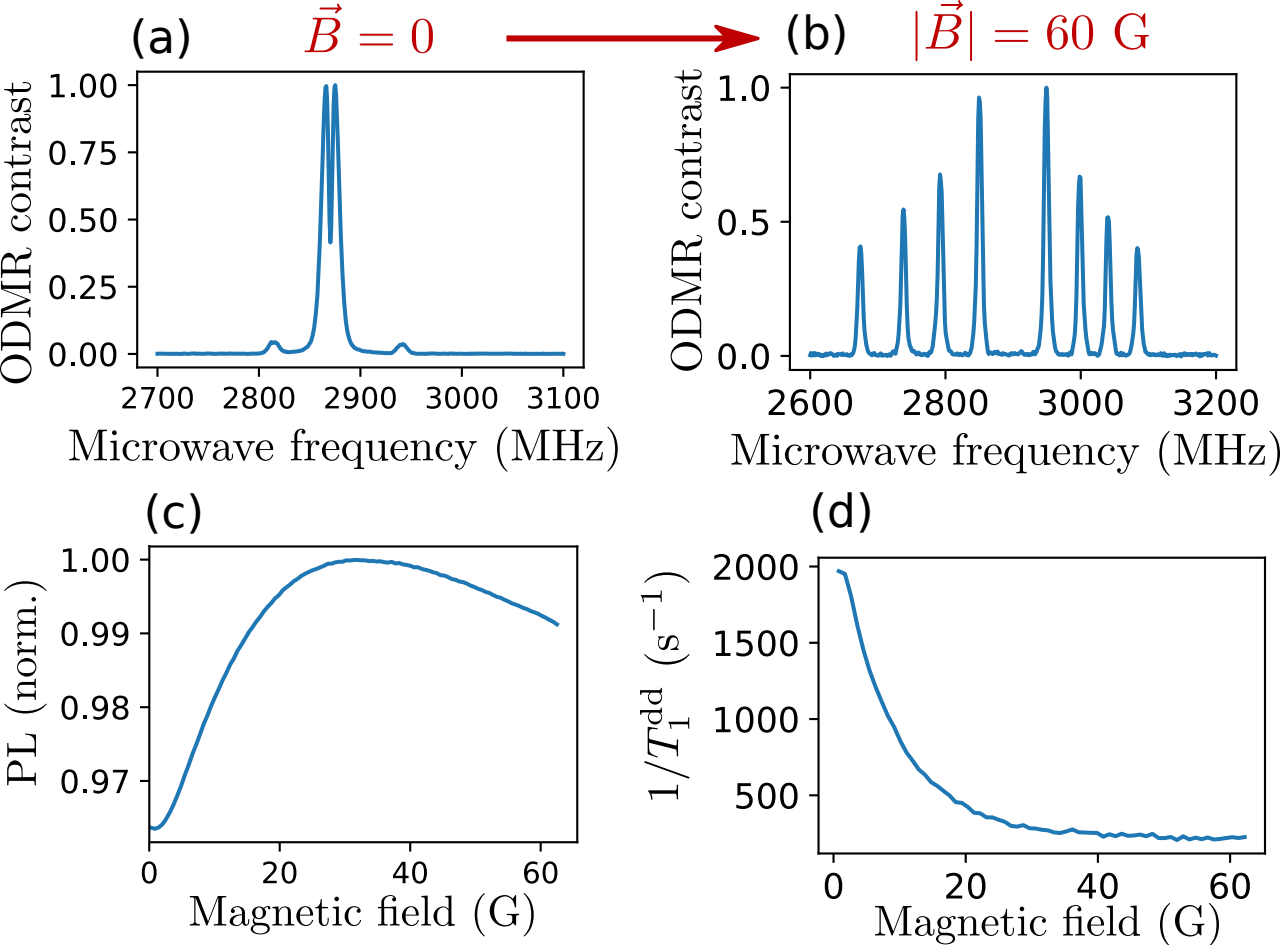 (a) B⃗ = 0 (b) |B⃗| = 60 G
ODMR contrast
1.00
0.75
0.50
0.25
0.00
2700 2800 2900 3000 3100
Microwave frequency (MHz)
ODMR contrast
1.0
0.5
0.0
2600 2800 3000 3200
Microwave frequency (MHz)
(c)
PL (norm.)
1.00
0.99
0.98
0.97
0 20 40 60
Magnetic field (G)
(d)
1/T₁ᵈᵈ (s⁻¹)
2000
1500
1000
500
0 20 40 60
Magnetic field (G)